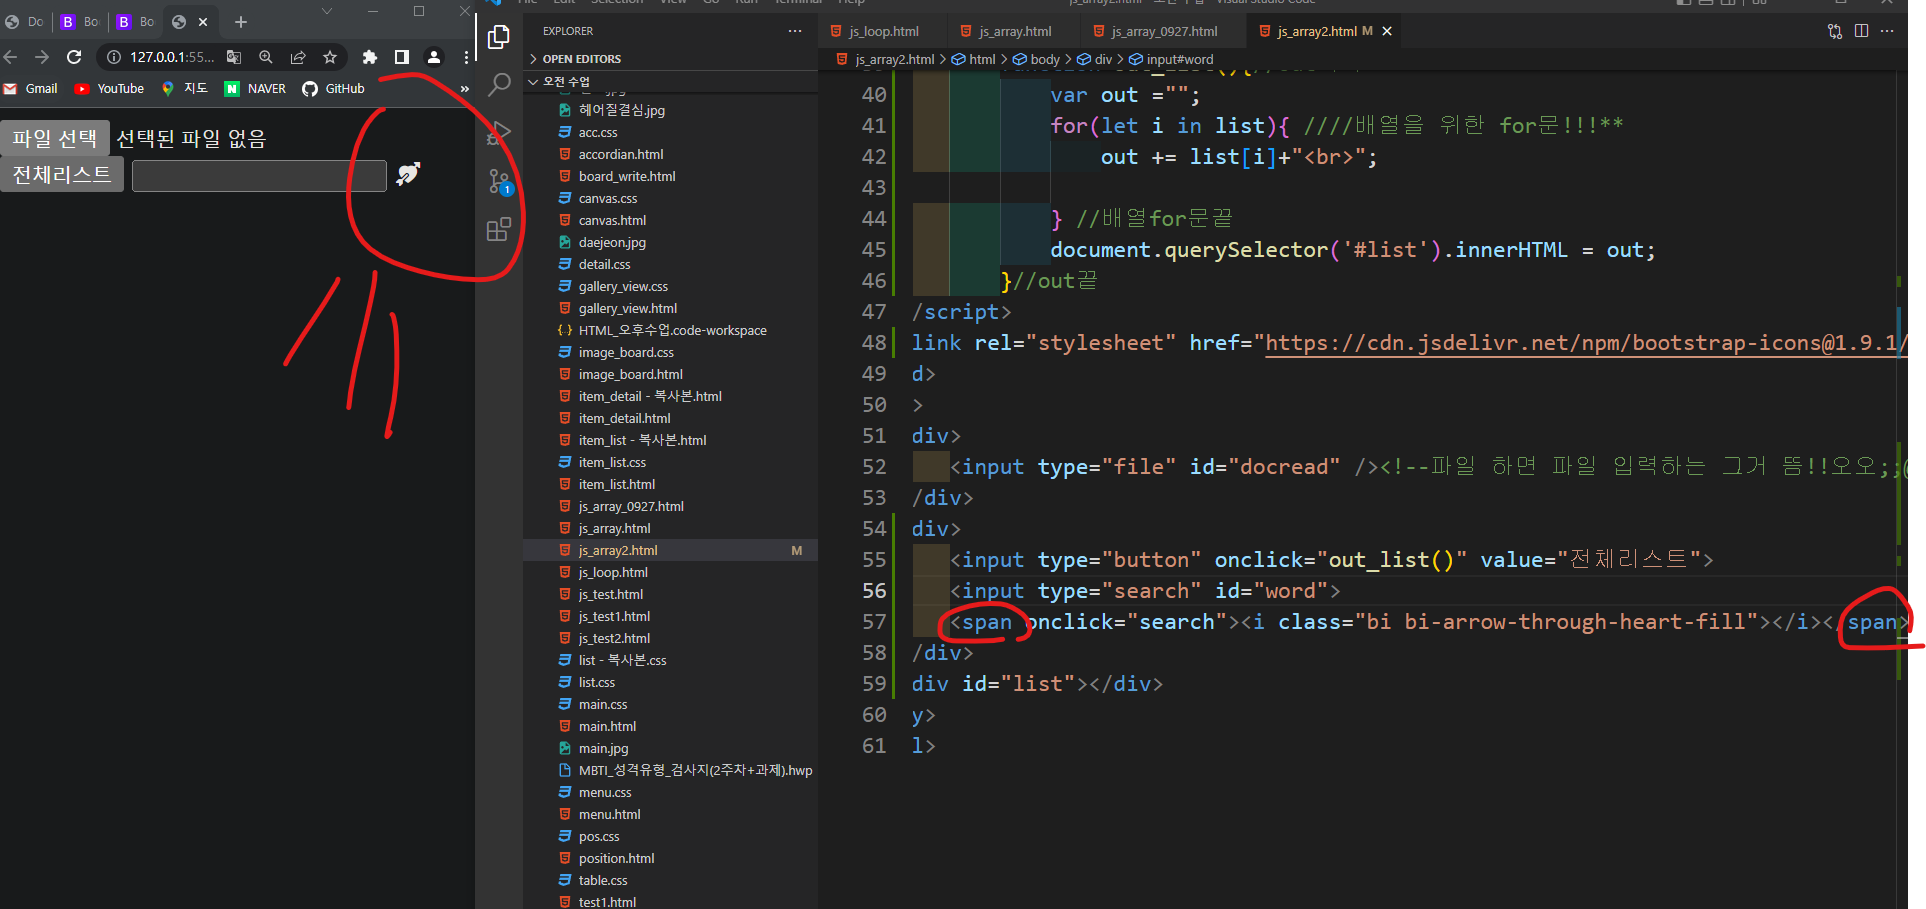 Do
Bo
Bo
127.0.0.1:55...
Gmail
YouTube
지도
NAVER
GitHub
»
파일 선택 선택된 파일 없음
전체리스트
1
EXPLORER
OPEN EDITORS
오전 수업
헤어질결심.jpg
acc.css
accordian.html
board_write.html
canvas.css
canvas.html
daejeon.jpg
detail.css
gallery_view.css
gallery_view.html
HTML_오후수업.code-workspace
image_board.css
image_board.html
item_detail - 복사본.html
item_detail.html
item_list - 복사본.html
item_list.css
item_list.html
js_array_0927.html
js_array.html
js_array2.html M
js_loop.html
js_test.html
js_test1.html
js_test2.html
list - 복사본.css
list.css
main.css
main.html
main.jpg
MBTI_성격유형_검사지(2주차+과제).hwp
menu.css
menu.html
pos.css
position.html
table.css
test1.html
js_loop.html
js_array.html
js_array_0927.html
js_array2.html M
js_array2.html > html > body > div > input#word
40 var out ="";
41 for(let i in list){ ////배열을 위한 for문!!!**
42 out += list[i]+"<br>";
43
44 } //배열for문끝
45 document.querySelector('#list').innerHTML = out;
46 }//out끝
47 /script>
48 link rel="stylesheet" href="https://cdn.jsdelivr.net/npm/bootstrap-icons@1.9.1/
49 d>
50 >
51 div>
52 <input type="file" id="docread" /><!--파일 하면 파일 입력하는 그거 뜸!!오오;;
53 /div>
54 div>
55 <input type="button" onclick="out_list()" value="전체리스트">
56 <input type="search" id="word">
57 <span onclick="search"><i class="bi bi-arrow-through-heart-fill"></i></span>
58 /div>
59 div id="list"></div>
60 y>
61 l>